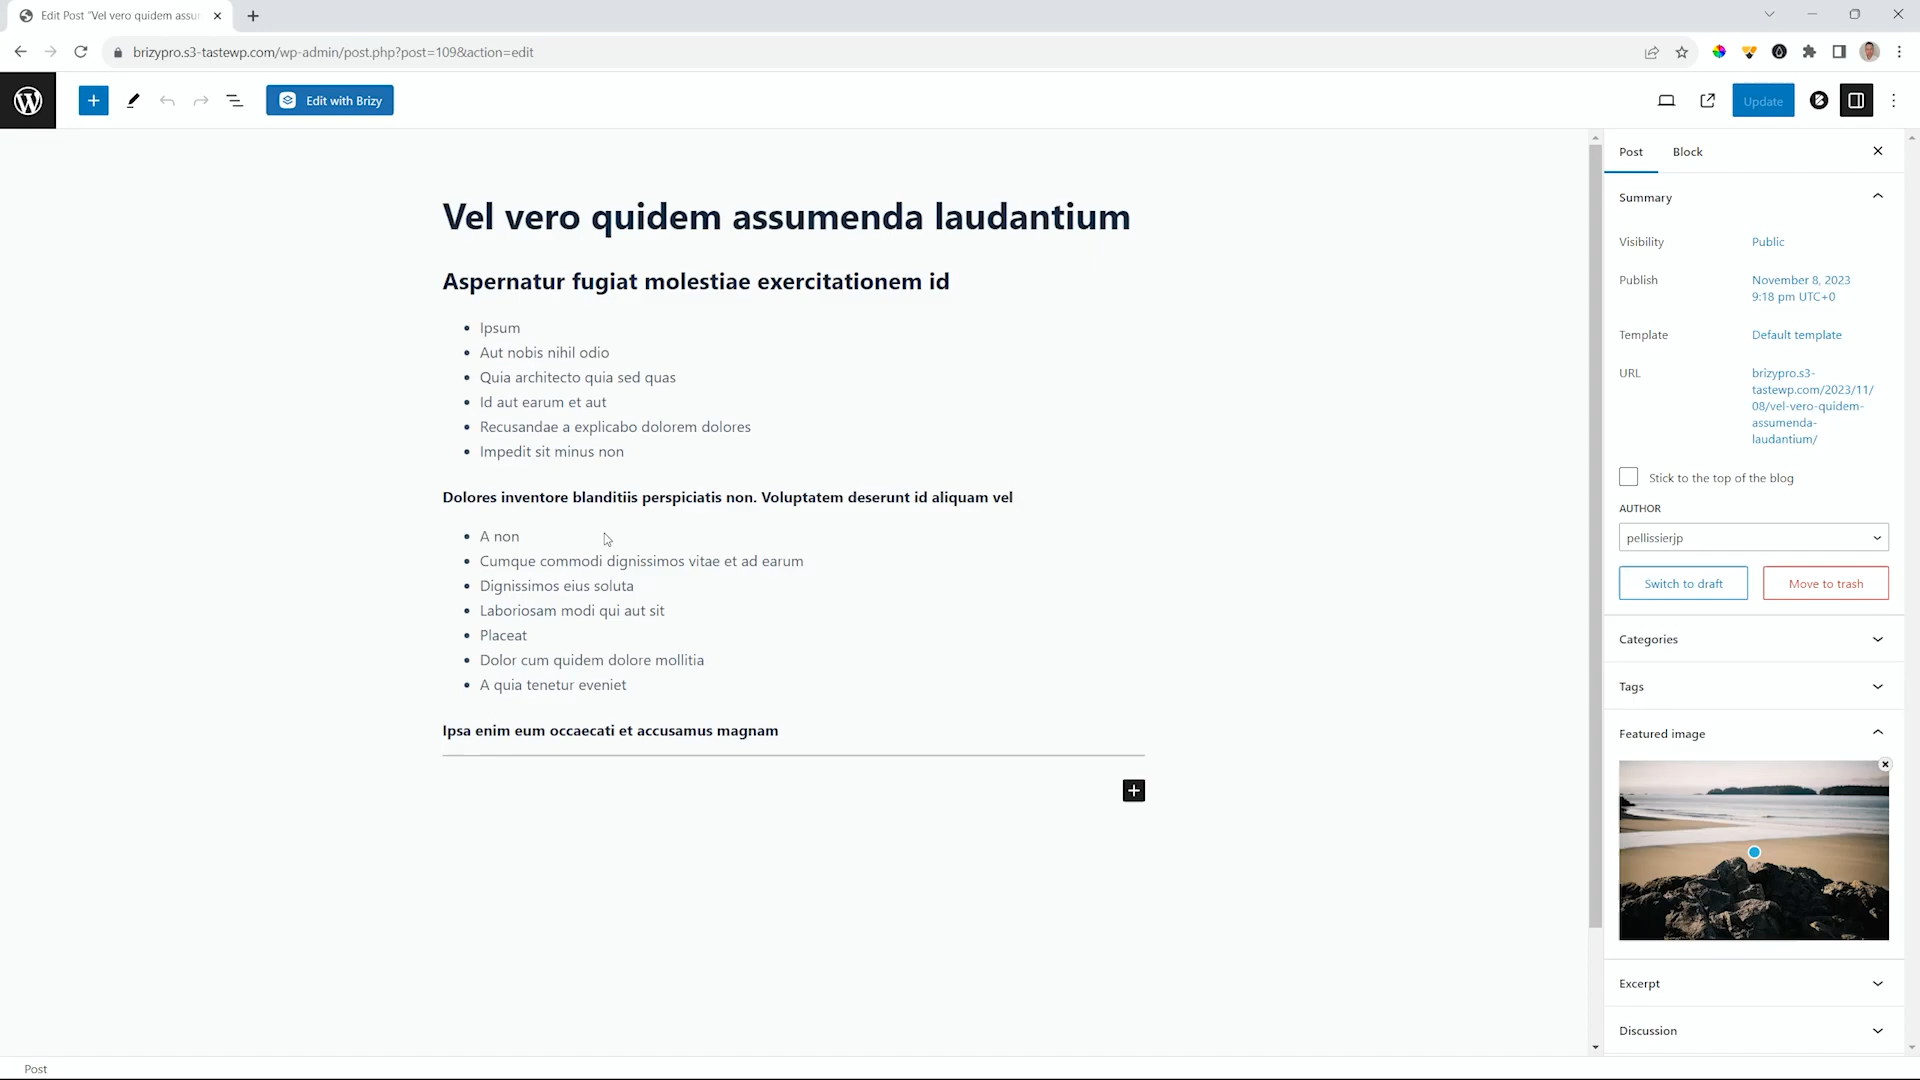 Edit Post "Vel vero quidem assu
brizypro.s3-tastewp.com/wp-admin/post.php?post=109&action=edit
Edit with Brizy
Update
Post
Block
Summary
Visibility
Public
Publish
November 8, 2023
9:18 pm UTC+0
Template
Default template
URL
brizypro.s3-
tastewp.com/2023/11/
08/vel-vero-quidem-
assumenda-
laudantium/
Stick to the top of the blog
AUTHOR
pellissierjp
Switch to draft
Move to trash
Categories
Tags
Featured image
Excerpt
Discussion
Vel vero quidem assumenda laudantium
Aspernatur fugiat molestiae exercitationem id
• Ipsum
• Aut nobis nihil odio
• Quia architecto quia sed quas
• Id aut earum et aut
• Recusandae a explicabo dolorem dolores
• Impedit sit minus non
Dolores inventore blanditiis perspiciatis non. Voluptatem deserunt id aliquam vel
• A non
• Cumque commodi dignissimos vitae et ad earum
• Dignissimos eius soluta
• Laboriosam modi qui aut sit
• Placeat
• Dolor cum quidem dolore mollitia
• A quia tenetur eveniet
Ipsa enim eum occaecati et accusamus magnam
Post